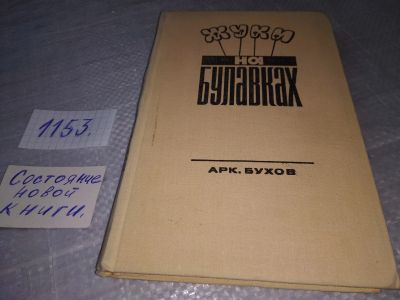 ЖУКИ
НА
БУЛАВКАХ
АРК. БУХОВ
1153.
Состояние
новой
книги.